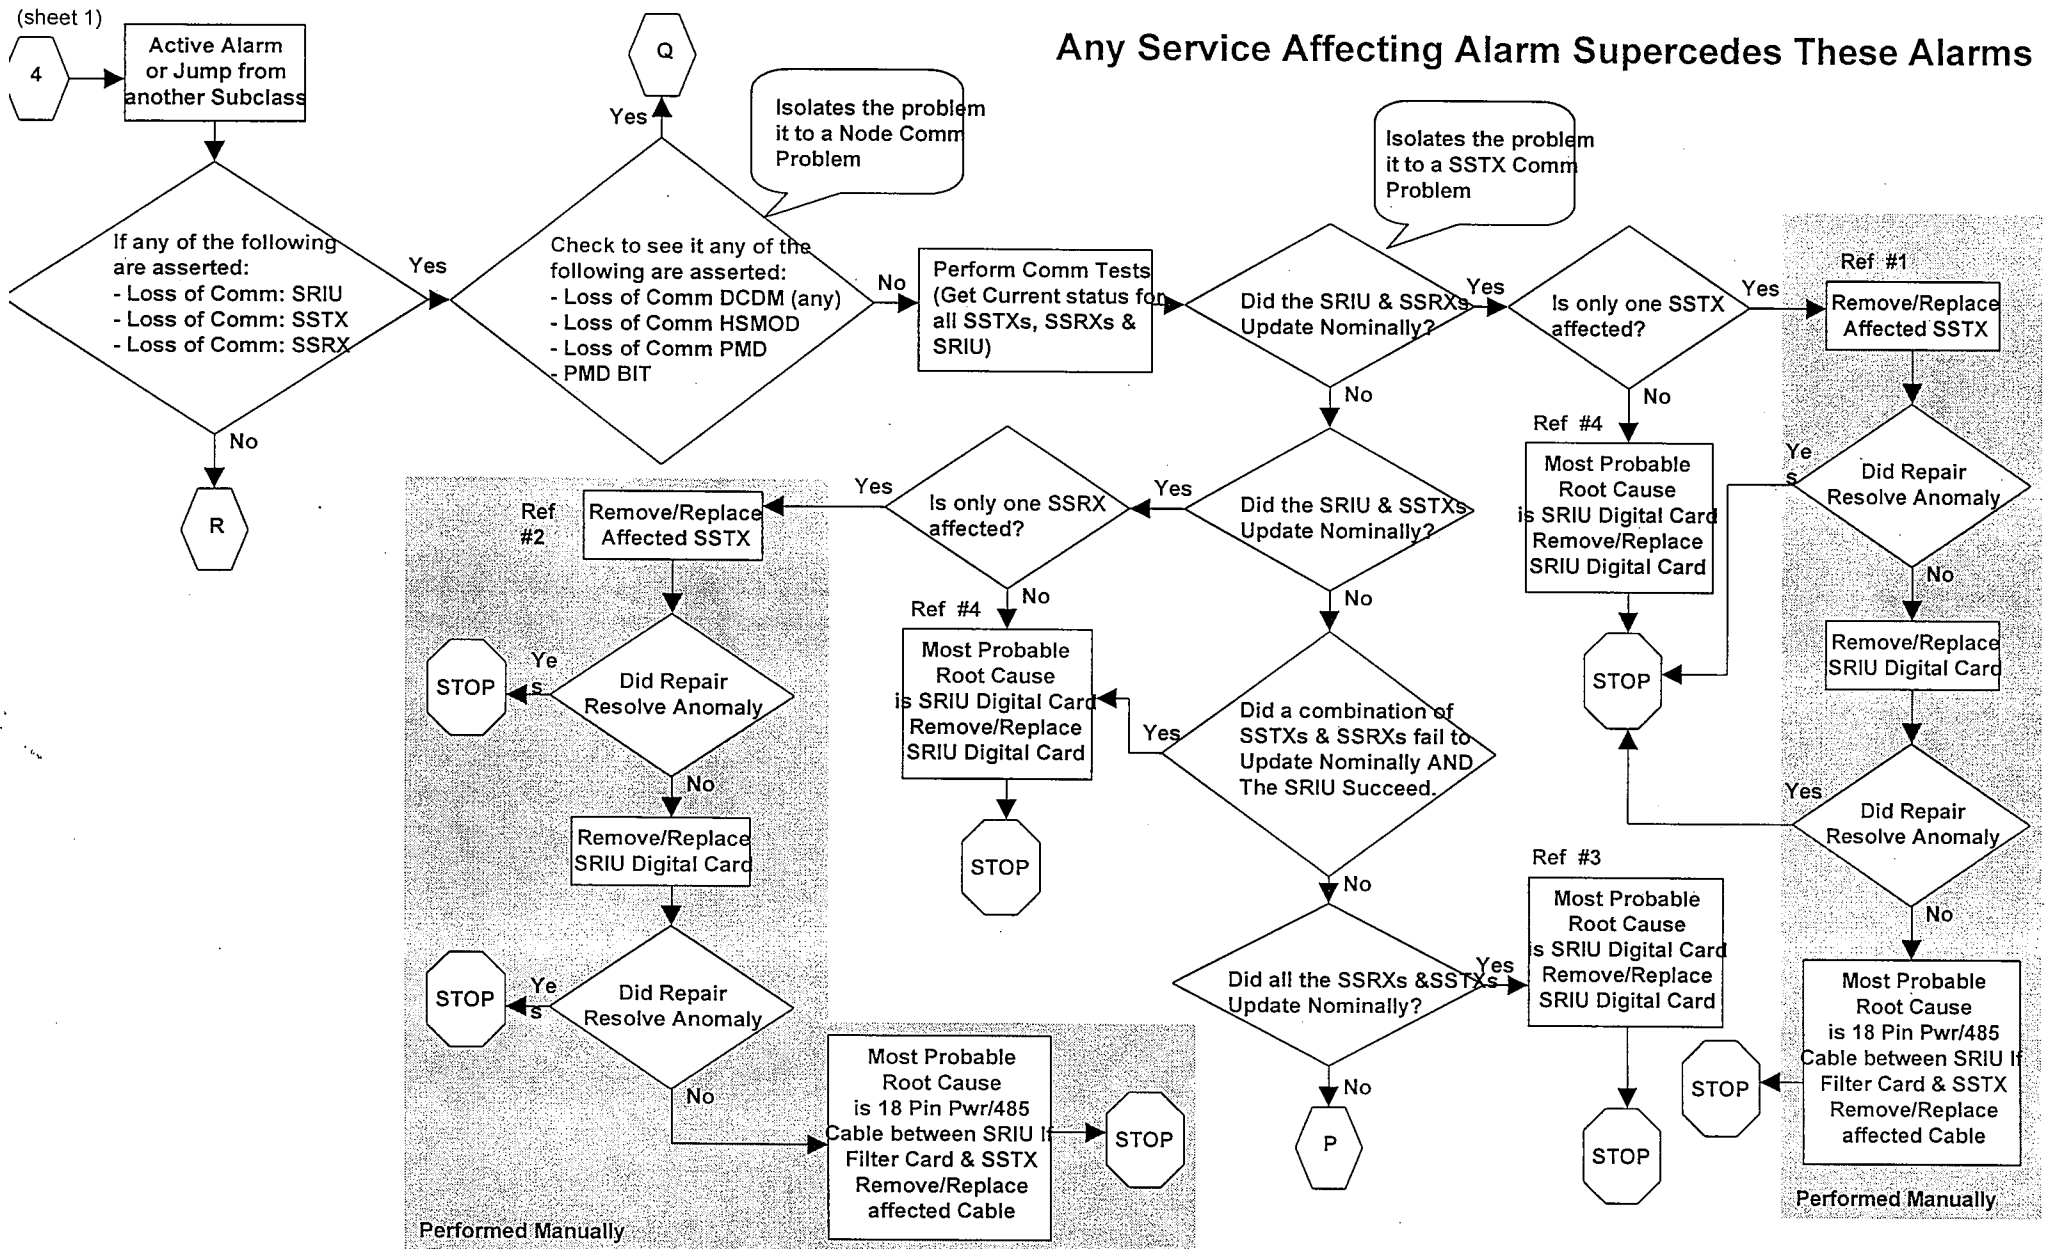 (sheet 1)
4
Active Alarm
or Jump from
another Subclass
Q
Any Service Affecting Alarm Supercedes These Alarms
Yes
Isolates the problem
it to a Node Comm
Problem
Isolates the problem
it to a SSTX Comm
Problem
If any of the following
are asserted:
- Loss of Comm: SRIU
- Loss of Comm: SSTX
- Loss of Comm: SSRX
Yes
No
R
Check to see it any of the
following are asserted:
- Loss of Comm DCDM (any)
- Loss of Comm HSMOD
- Loss of Comm PMD
- PMD BIT
No
Perform Comm Tests
(Get Current status for
all SSTXs, SSRXs &
SRIU)
Did the SRIU & SSRXs
Update Nominally?
Yes
No
Is only one SSTX
affected?
Yes
No
Ref #1
Remove/Replace
Affected SSTX
Ref #4
Most Probable
Root Cause
is SRIU Digital Card
Remove/Replace
SRIU Digital Card
STOP
Ye
s
Did Repair
Resolve Anomaly
No
Remove/Replace
SRIU Digital Card
Yes
Did Repair
Resolve Anomaly
No
Most Probable
Root Cause
is 18 Pin Pwr/485
Cable between SRIU If
Filter Card & SSTX
Remove/Replace
affected Cable
STOP
Performed Manually
Did the SRIU & SSTXs
Update Nominally?
Yes
No
Is only one SSRX
affected?
Yes
No
Ref #4
Most Probable
Root Cause
is SRIU Digital Card
Remove/Replace
SRIU Digital Card
STOP
Did a combination of
SSTXs & SSRXs fail to
Update Nominally AND
The SRIU Succeed.
Yes
No
Did all the SSRXs &SSTXs
Update Nominally?
Yes
No
P
Ref #3
Most Probable
Root Cause
is SRIU Digital Card
Remove/Replace
SRIU Digital Card
STOP
Ref
#2
Remove/Replace
Affected SSTX
Did Repair
Resolve Anomaly
Ye
s
STOP
No
Remove/Replace
SRIU Digital Card
Did Repair
Resolve Anomaly
Ye
s
STOP
No
Most Probable
Root Cause
is 18 Pin Pwr/485
Cable between SRIU If
Filter Card & SSTX
Remove/Replace
affected Cable
STOP
Performed Manually